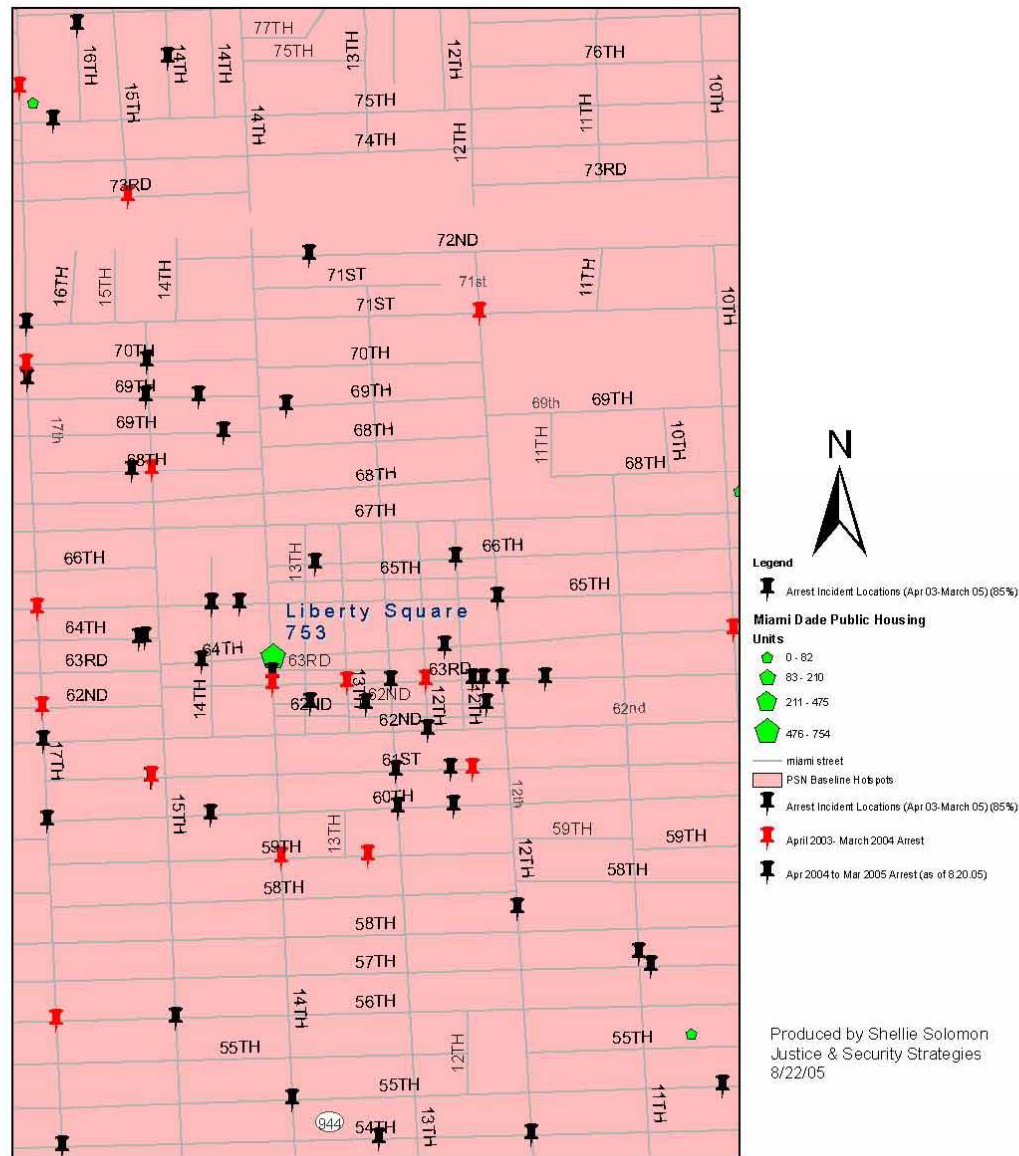 77TH
75TH
13TH
12TH
76TH
16TH
14TH
14TH
15TH
14TH
75TH
11TH
10TH
74TH
12TH
73RD
73RD
72ND
71ST
71st
11TH
16TH
15TH
14TH
71ST
10TH
70TH
70TH
69TH
69TH
69th
69TH
17th
69TH
68TH
11TH
10TH
68TH
68TH
68TH
67TH
66TH
13TH
66TH
65TH
65TH
Liberty Square
753
64TH
64TH
63RD
63RD
63RD
62ND
14TH
62ND
13TH
62ND
62ND
12TH
12TH
62nd
17TH
61ST
15TH
60TH
12th
13TH
59TH
59TH
59TH
12TH
58TH
58TH
58TH
57TH
56TH
14TH
55TH
12TH
55TH
55TH
11TH
944
54TH
13TH
N
Legend
Arrest Incident Locations (Apr 03-March 05) (85%)
Miami Dade Public Housing
Units
0 - 82
83 - 210
211 - 475
476 - 754
miami street
PSN Baseline Hotspots
Arrest Incident Locations (Apr 03-March 05) (85%)
April 2003- March 2004 Arrest
Apr 2004 to Mar 2005 Arrest (as of 8.20.05)
Produced by Shellie Solomon
Justice & Security Strategies
8/22/05